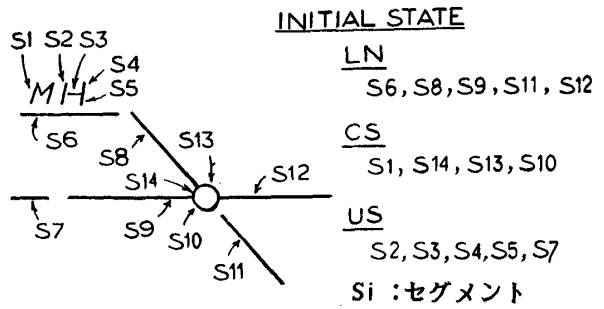 INITIAL STATE
S1 S2 S3
S4
S5
M H
S6
S8
S13
S14
S12
S7
S9
S10
S11
LN
S6, S8, S9, S11, S12
CS
S1, S14, S13, S10
US
S2, S3, S4, S5, S7
Si : セグメント